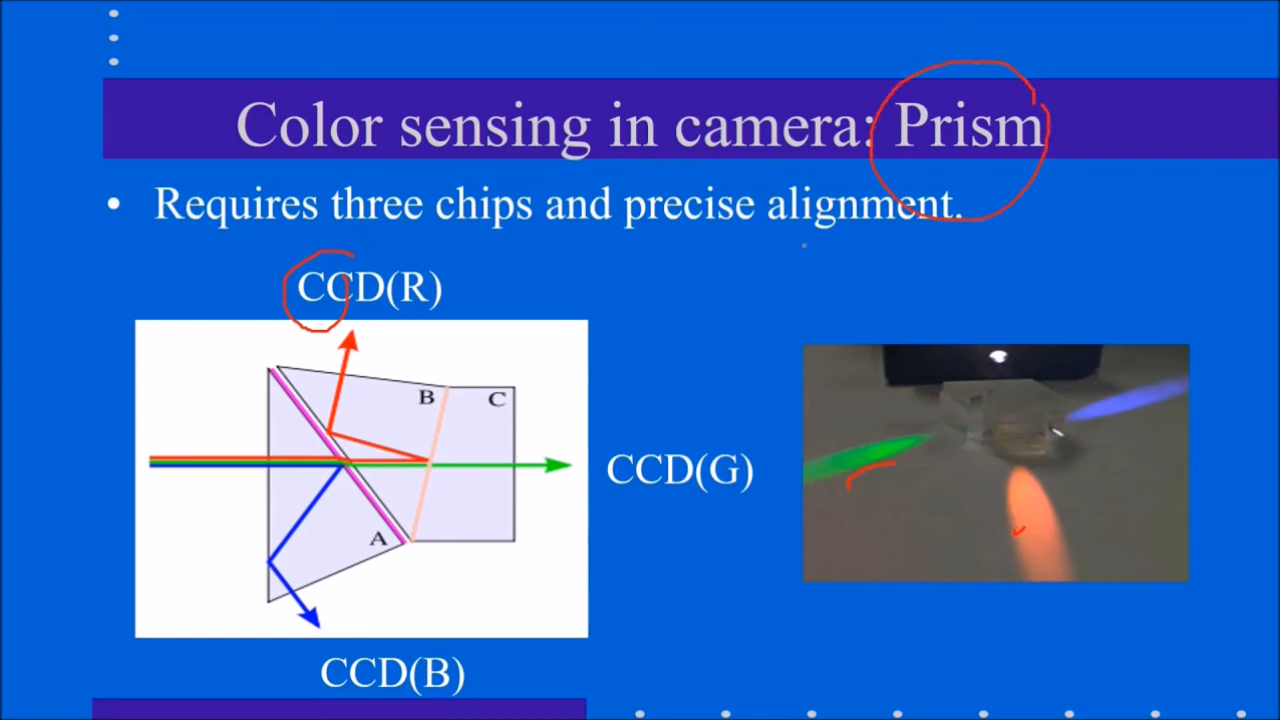 Color sensing in camera: Prism
• Requires three chips and precise alignment.
CCD(R)
B
C
CCD(G)
A
CCD(B)